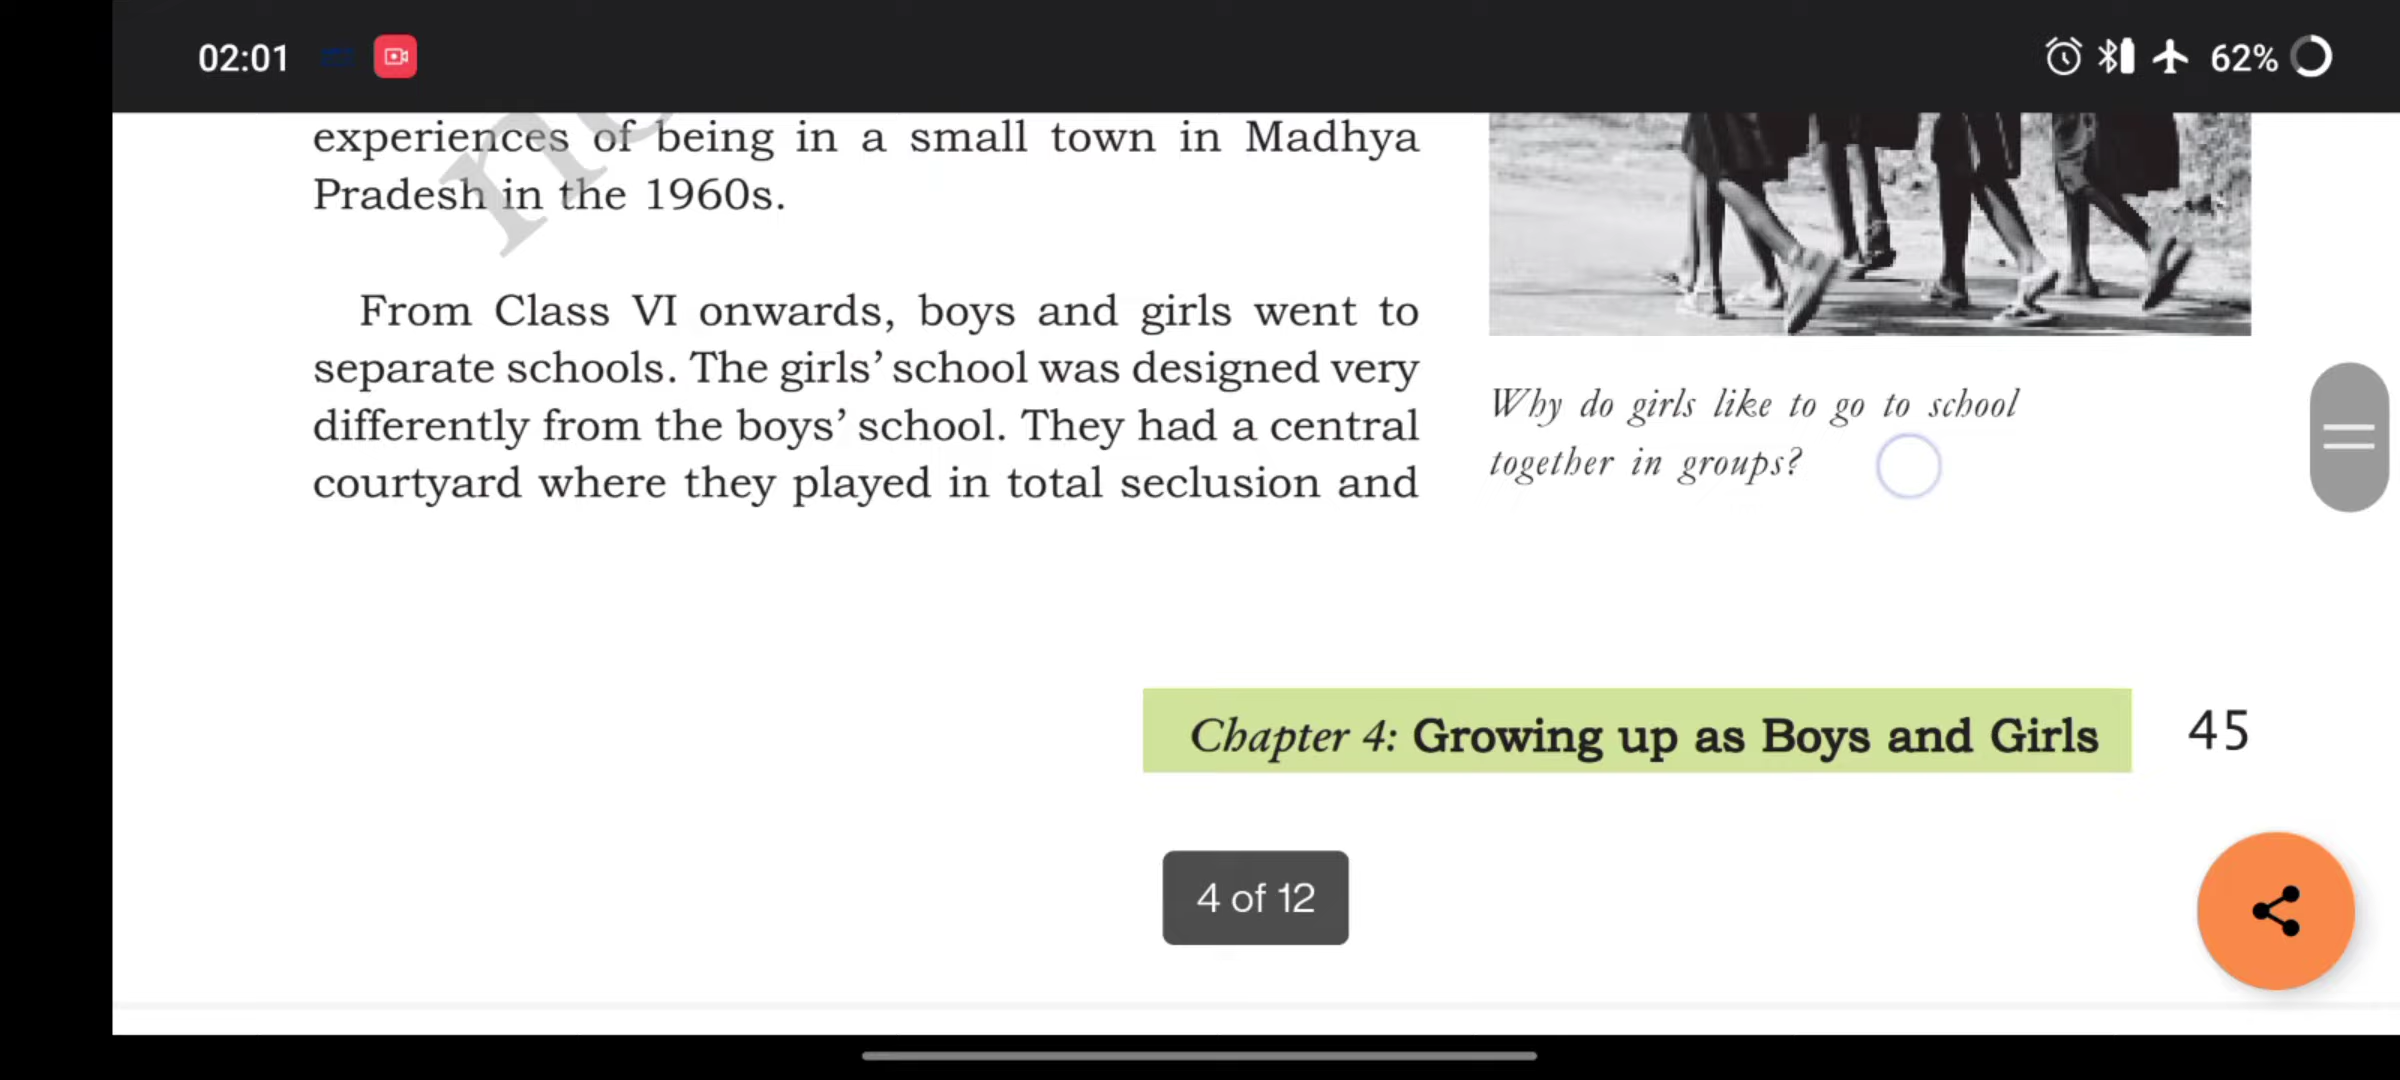 02:01
62%
experiences of being in a small town in Madhya
Pradesh in the 1960s.
From Class VI onwards, boys and girls went to
separate schools. The girls’ school was designed very
differently from the boys’ school. They had a central
courtyard where they played in total seclusion and
Why do girls like to go to school
together in groups?
Chapter 4: Growing up as Boys and Girls
45
4 of 12